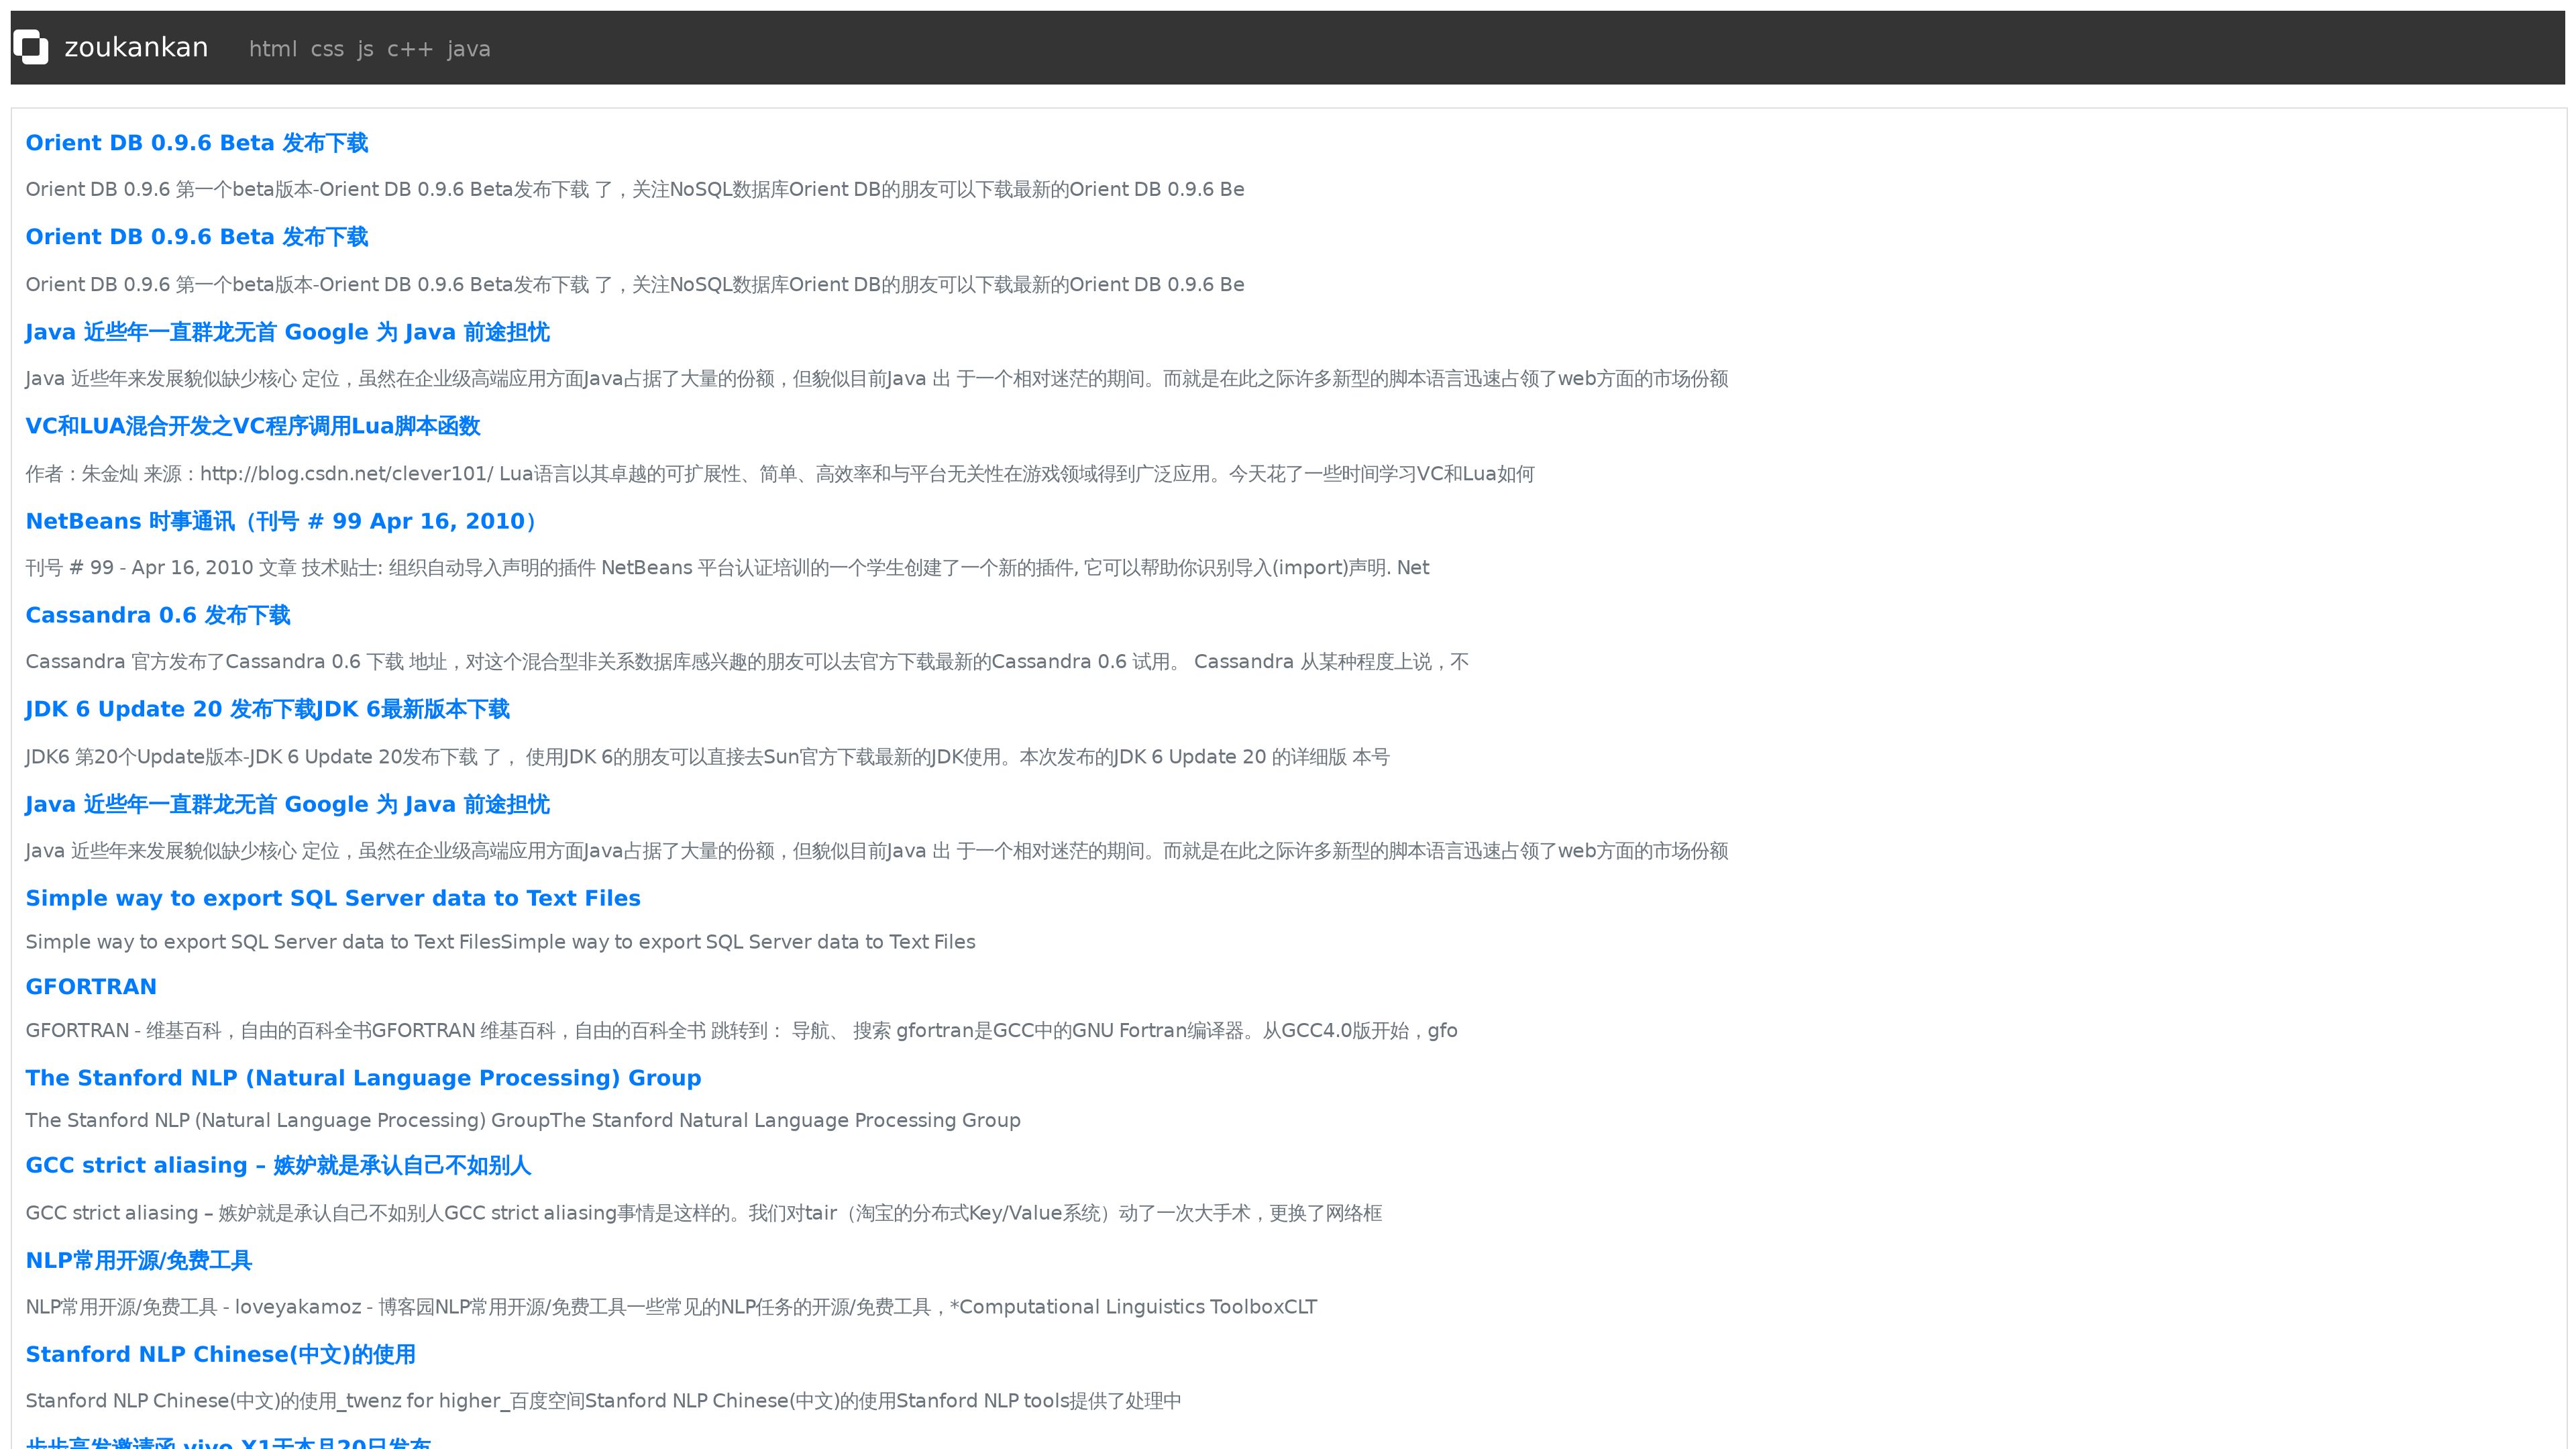 zoukankan html css js c++ java
Orient DB 0.9.6 Beta 发布下载
Orient DB 0.9.6 第一个beta版本-Orient DB 0.9.6 Beta发布下载 了，关注NoSQL数据库Orient DB的朋友可以下载最新的Orient DB 0.9.6 Be
Orient DB 0.9.6 Beta 发布下载
Orient DB 0.9.6 第一个beta版本-Orient DB 0.9.6 Beta发布下载 了，关注NoSQL数据库Orient DB的朋友可以下载最新的Orient DB 0.9.6 Be
Java 近些年一直群龙无首 Google 为 Java 前途担忧
Java 近些年来发展貌似缺少核心 定位，虽然在企业级高端应用方面Java占据了大量的份额，但貌似目前Java 出 于一个相对迷茫的期间。而就是在此之际许多新型的脚本语言迅速占领了web方面的市场份额
VC和LUA混合开发之VC程序调用Lua脚本函数
作者：朱金灿 来源：http://blog.csdn.net/clever101/ Lua语言以其卓越的可扩展性、简单、高效率和与平台无关性在游戏领域得到广泛应用。今天花了一些时间学习VC和Lua如何
NetBeans 时事通讯（刊号 # 99 Apr 16, 2010）
刊号 # 99 - Apr 16, 2010 文章 技术贴士: 组织自动导入声明的插件 NetBeans 平台认证培训的一个学生创建了一个新的插件, 它可以帮助你识别导入(import)声明. Net
Cassandra 0.6 发布下载
Cassandra 官方发布了Cassandra 0.6 下载 地址，对这个混合型非关系数据库感兴趣的朋友可以去官方下载最新的Cassandra 0.6 试用。 Cassandra 从某种程度上说，不
JDK 6 Update 20 发布下载JDK 6最新版本下载
JDK6 第20个Update版本-JDK 6 Update 20发布下载 了， 使用JDK 6的朋友可以直接去Sun官方下载最新的JDK使用。本次发布的JDK 6 Update 20 的详细版 本号
Java 近些年一直群龙无首 Google 为 Java 前途担忧
Java 近些年来发展貌似缺少核心 定位，虽然在企业级高端应用方面Java占据了大量的份额，但貌似目前Java 出 于一个相对迷茫的期间。而就是在此之际许多新型的脚本语言迅速占领了web方面的市场份额
Simple way to export SQL Server data to Text Files
Simple way to export SQL Server data to Text FilesSimple way to export SQL Server data to Text Files
GFORTRAN
GFORTRAN - 维基百科，自由的百科全书GFORTRAN 维基百科，自由的百科全书 跳转到： 导航、 搜索 gfortran是GCC中的GNU Fortran编译器。从GCC4.0版开始，gfo
The Stanford NLP (Natural Language Processing) Group
The Stanford NLP (Natural Language Processing) GroupThe Stanford Natural Language Processing Group
GCC strict aliasing – 嫉妒就是承认自己不如别人
GCC strict aliasing – 嫉妒就是承认自己不如别人GCC strict aliasing事情是这样的。我们对tair（淘宝的分布式Key/Value系统）动了一次大手术，更换了网络框
NLP常用开源/免费工具
NLP常用开源/免费工具 - loveyakamoz - 博客园NLP常用开源/免费工具一些常见的NLP任务的开源/免费工具，*Computational Linguistics ToolboxCLT
Stanford NLP Chinese(中文)的使用
Stanford NLP Chinese(中文)的使用_twenz for higher_百度空间Stanford NLP Chinese(中文)的使用Stanford NLP tools提供了处理中
步步高发邀请函 vivo X1于本月20日发布